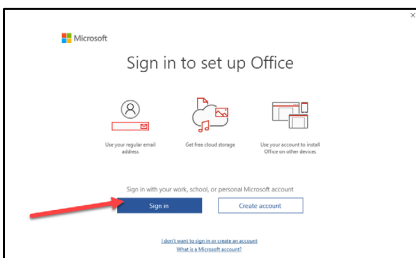 Microsoft
Sign in to set up Office
Use your regular email
address.
Get free cloud storage
Use your account to install
Office on other devices
Sign in with your work, school, or personal Microsoft account
Sign in
Create account
I don't want to sign in or create an account
What is a Microsoft account?